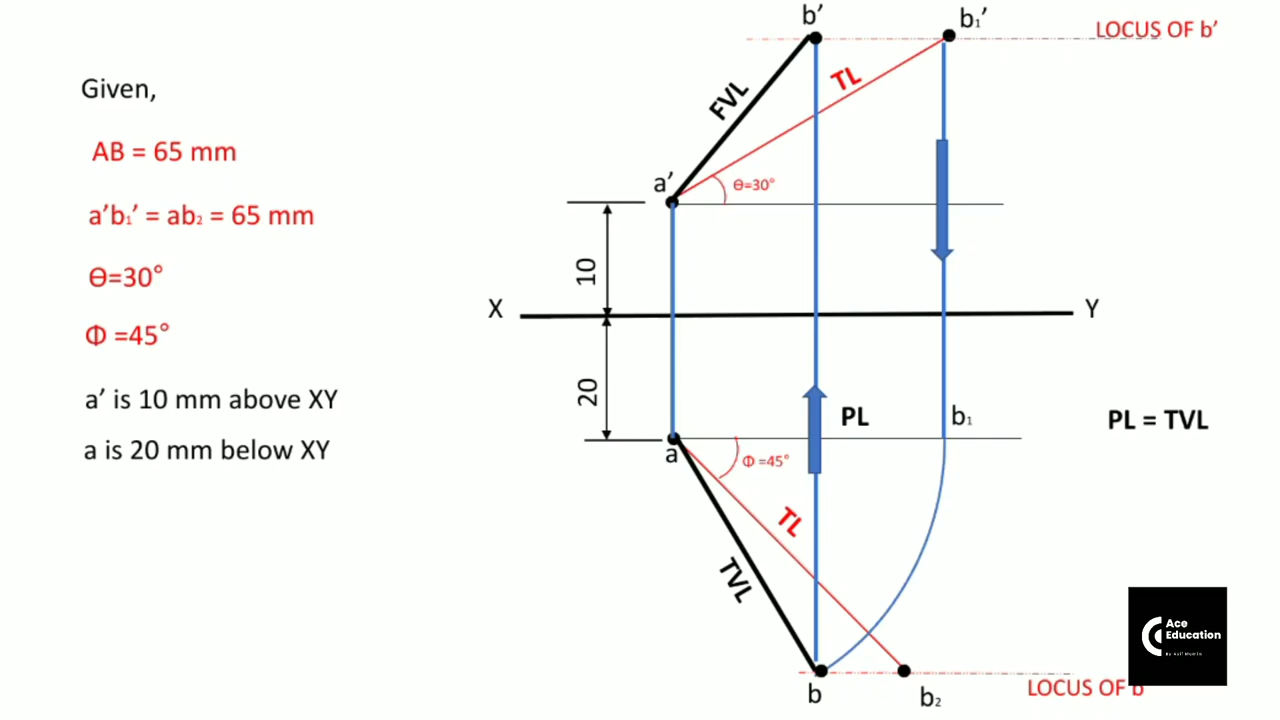 Given,
AB = 65 mm
a’b₁’ = ab₂ = 65 mm
Ө=30°
Φ =45°
a’ is 10 mm above XY
a is 20 mm below XY
b’
b₁’
LOCUS OF b’
FVL
TL
a’
Ө=30°
10
X
Y
20
PL
b₁
PL = TVL
a
Φ =45°
TL
TVL
b
b₂
LOCUS OF b
Ace
Education